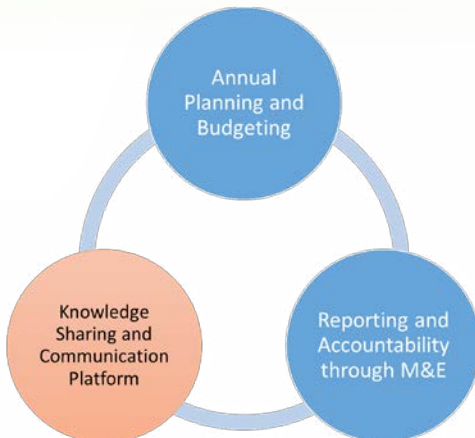 Annual
Planning and
Budgeting
Knowledge
Sharing and
Communication
Platform
Reporting and
Accountability
through M&E